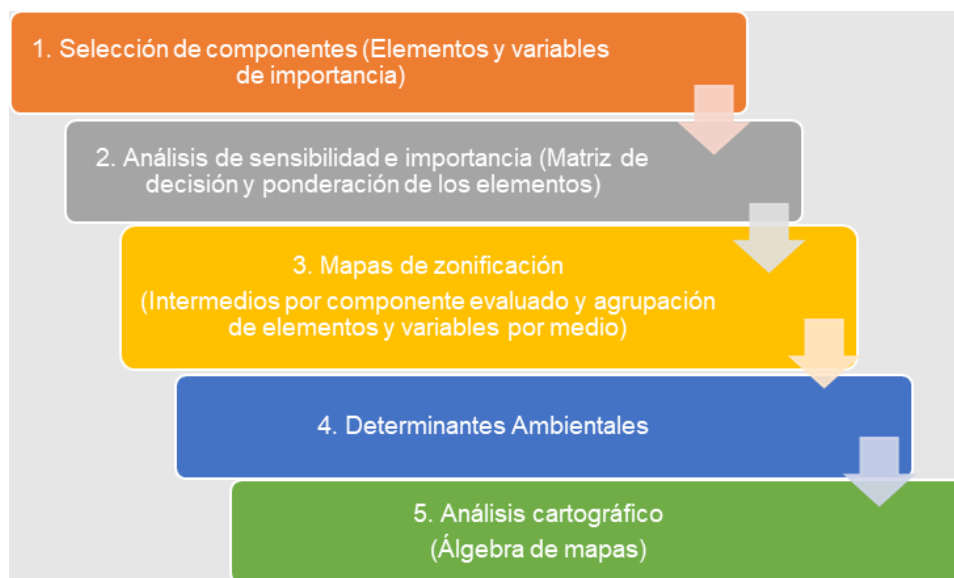 1. Selección de componentes (Elementos y variables
de importancia)
2. Análisis de sensibilidad e importancia (Matriz de
decisión y ponderación de los elementos)
3. Mapas de zonificación
(Intermedios por componente evaluado y agrupación
de elementos y variables por medio)
4. Determinantes Ambientales
5. Análisis cartográfico
(Álgebra de mapas)